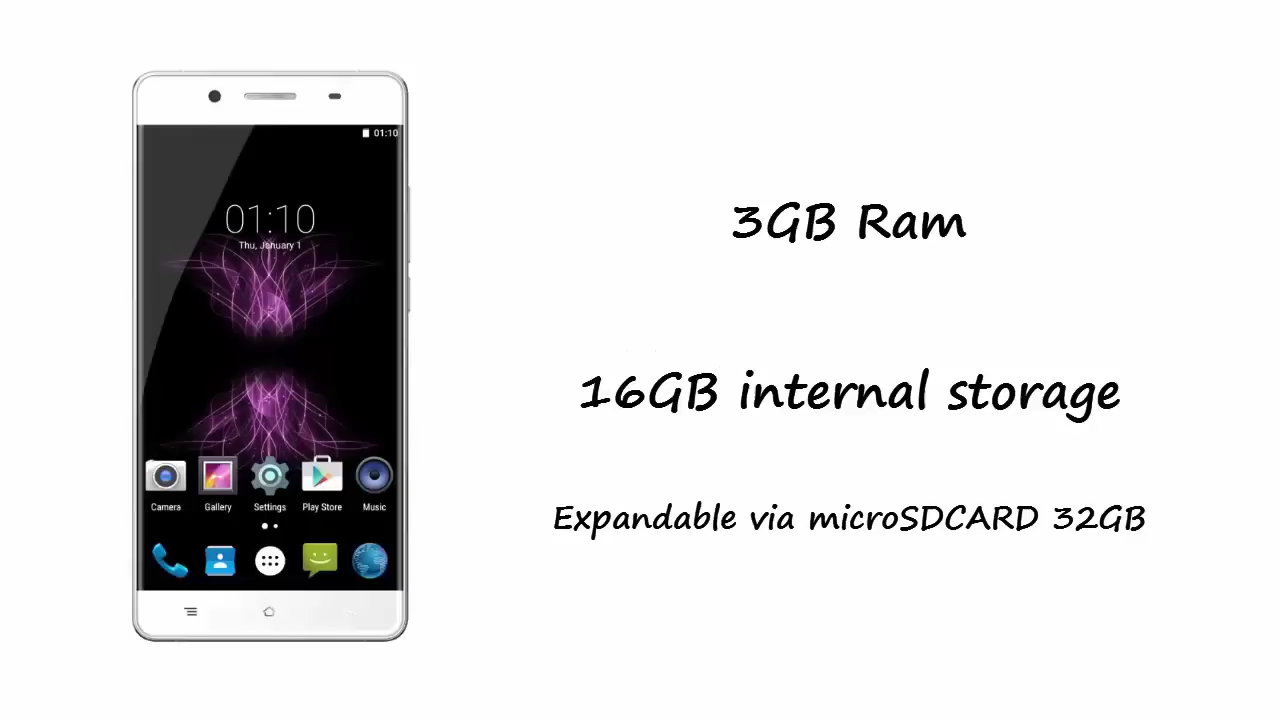 01:10
01:10
Thu, January 1
Camera Gallery Settings Play Store Music
3GB Ram
16GB internal storage
Expandable via microSDCARD 32GB